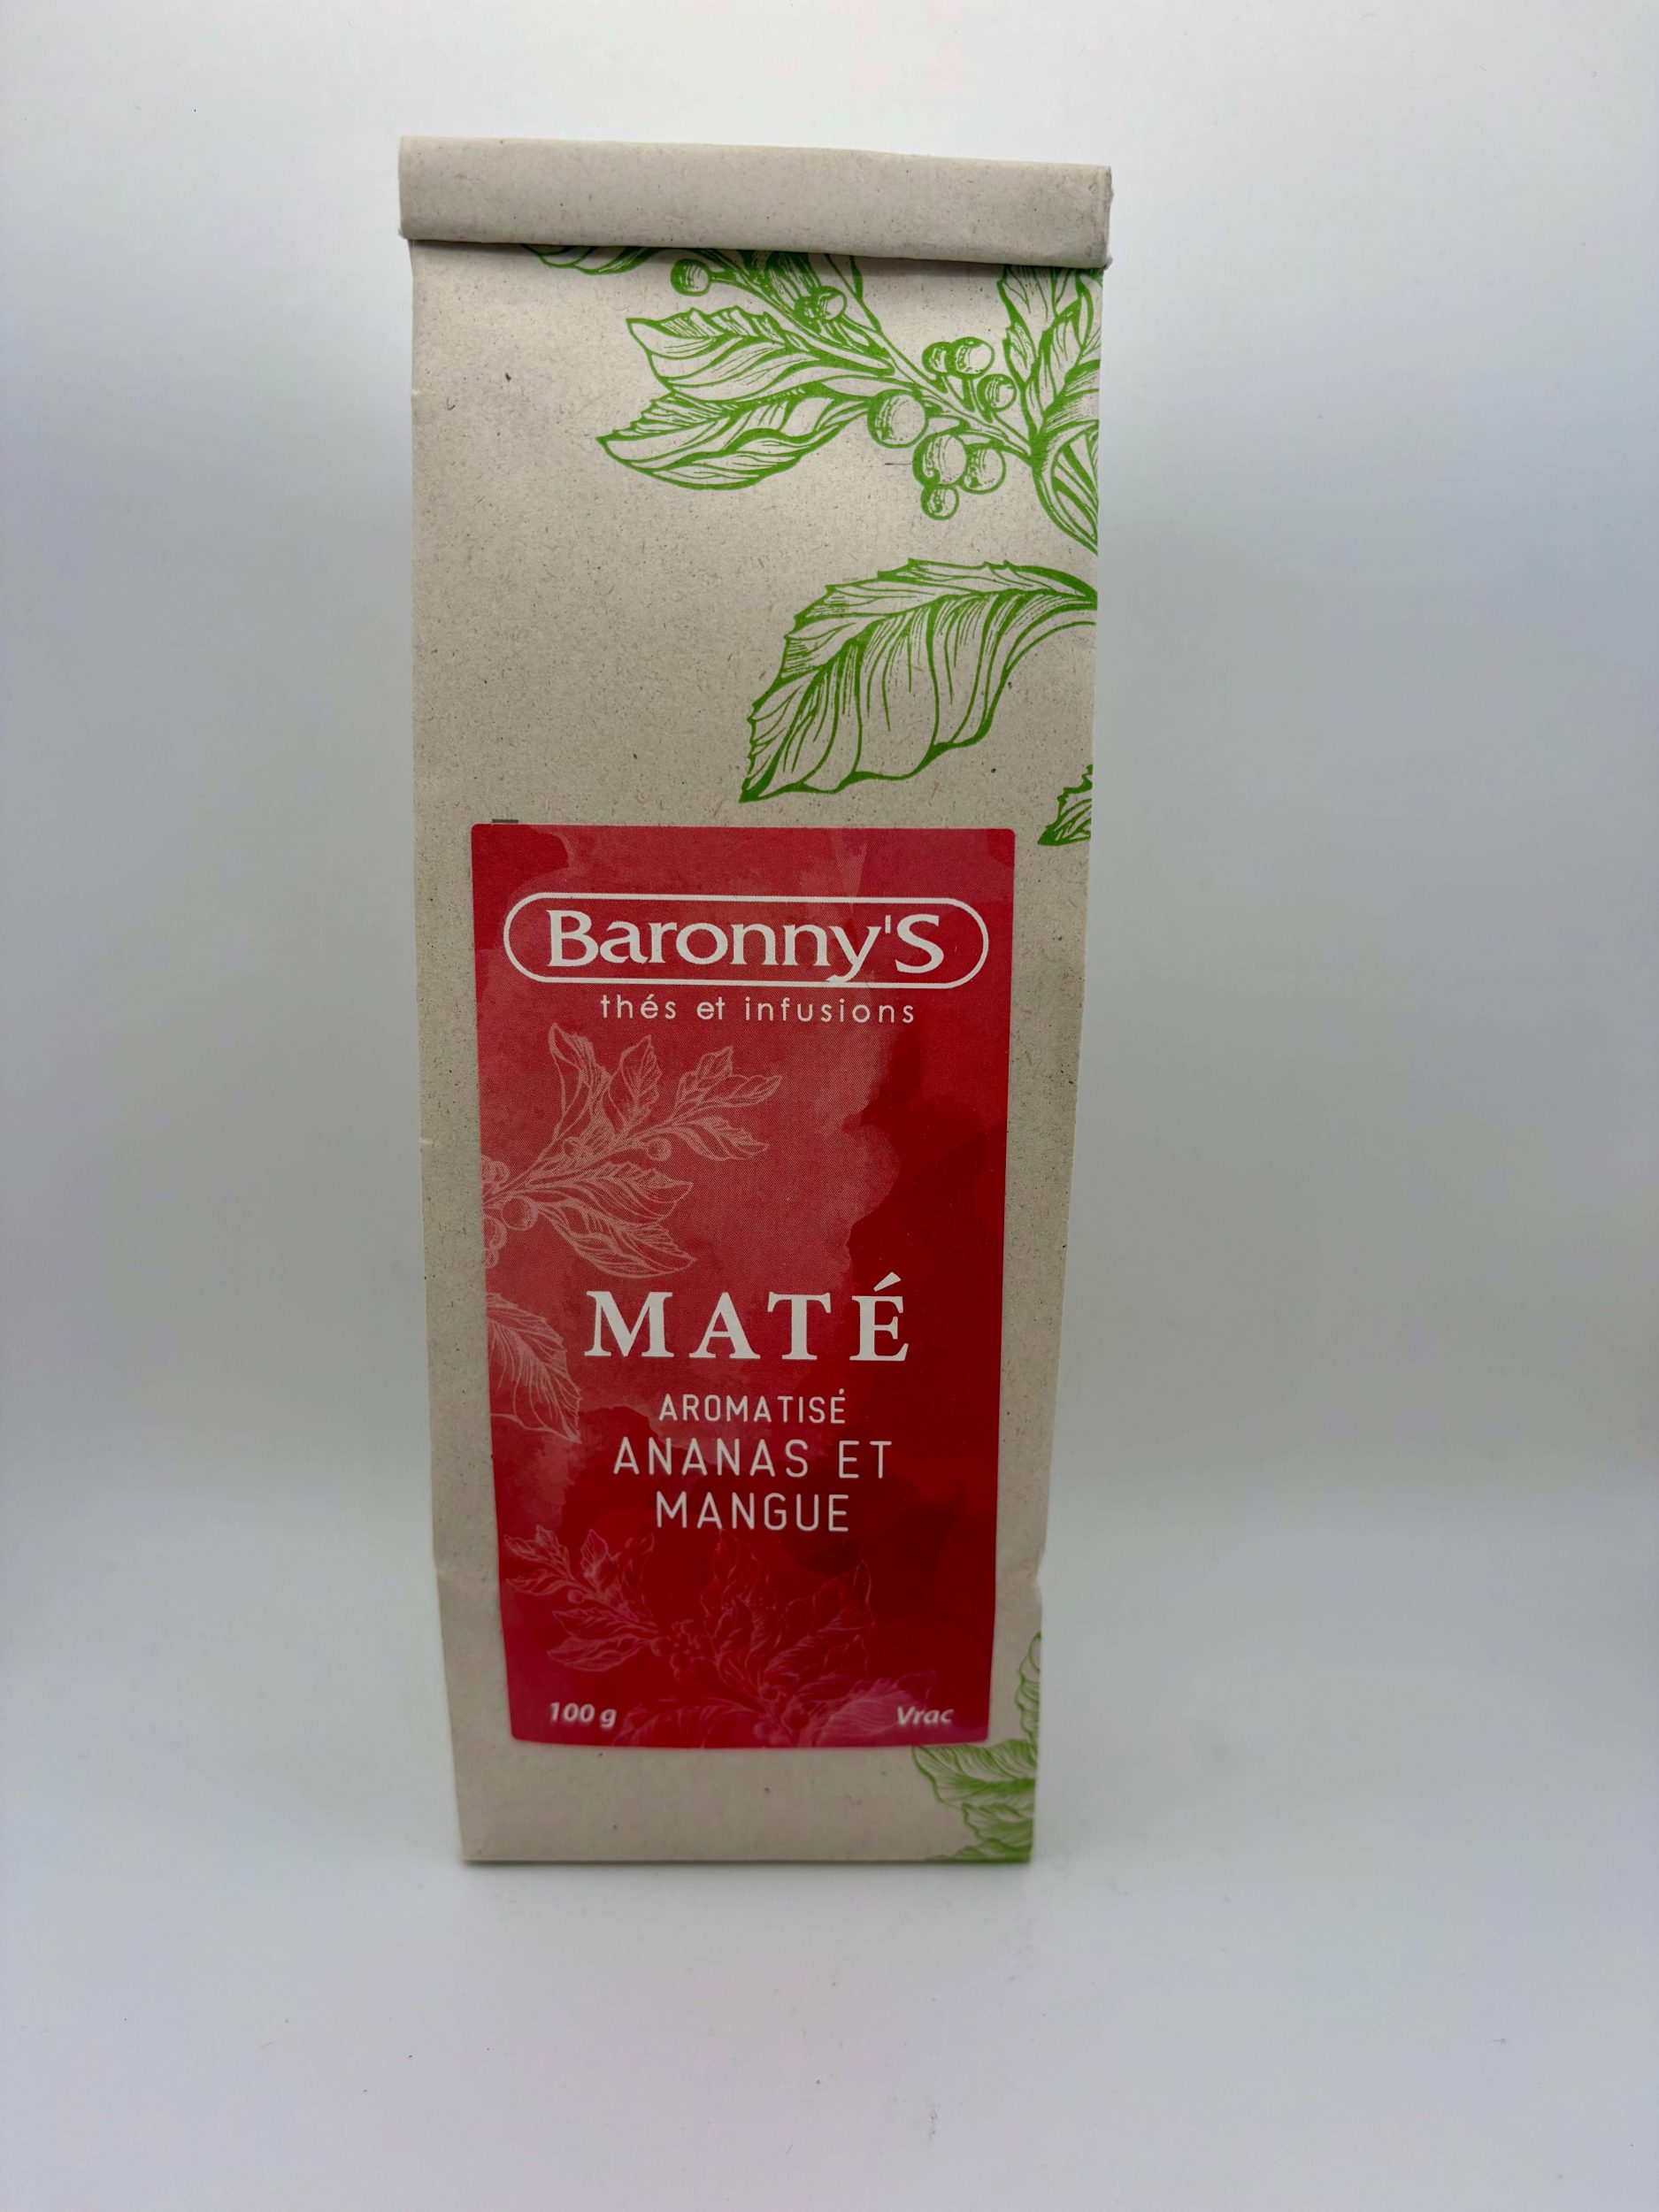 Baronny'S
thés et infusions
MATÉ
AROMATISÉ
ANANAS ET
MANGUE
100 g
Vrac